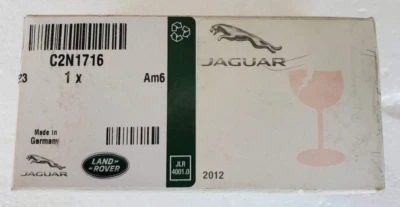 C2N1716
23 1 x Am6
Made in
Germany
JAGUAR
LAND-
ROVER
JLR
4001.0
JAGUAR
2012